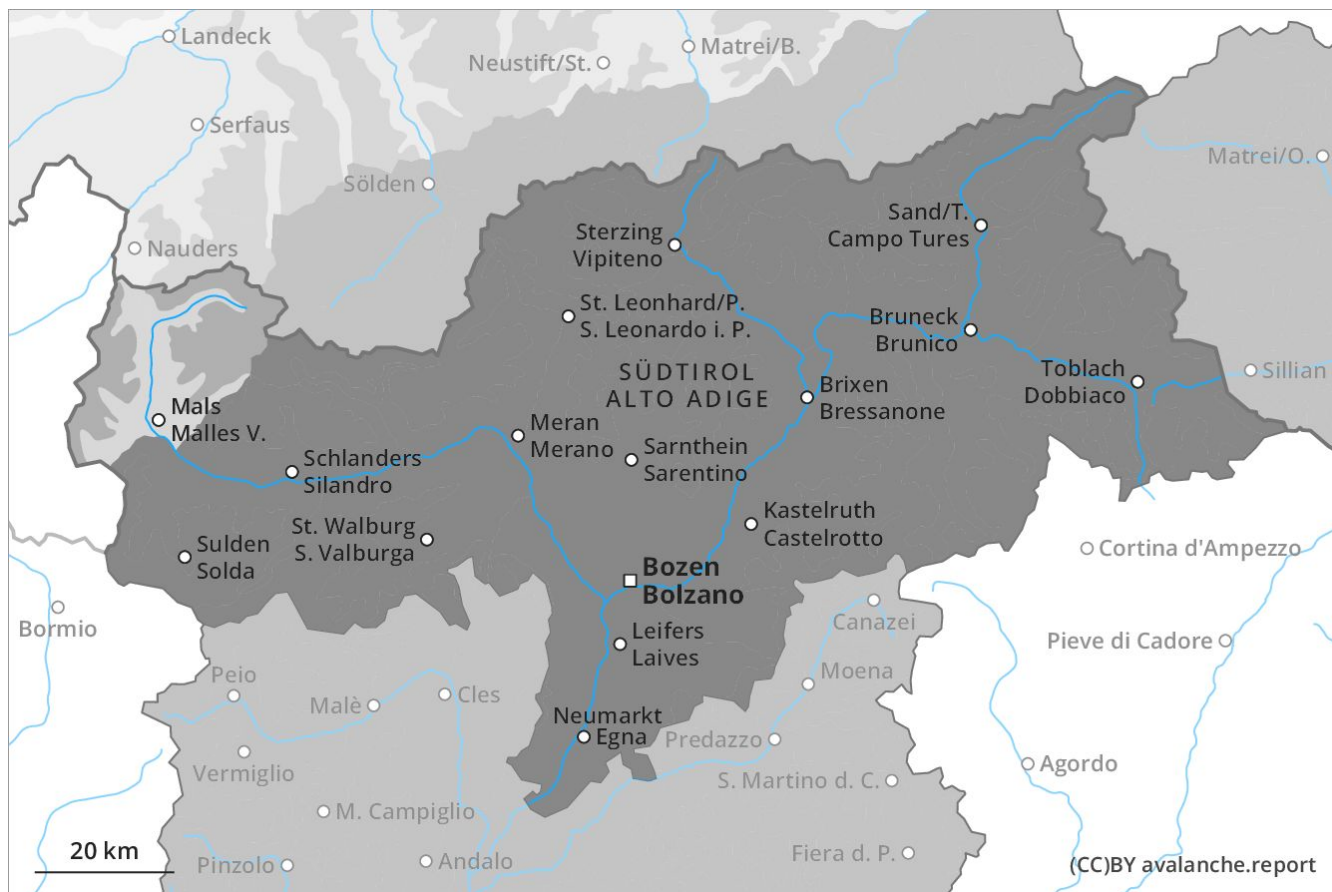 Landeck
Matrei/B.
Neustift/St.
Serfaus
Matrei/O.
Sölden
Sand/T.
Campo Tures
Sterzing
Vipiteno
Nauders
St. Leonhard/P.
S. Leonardo i. P.
Bruneck
Brunico
SÜDTIROL
ALTO ADIGE
Toblach
Dobbiaco
Sillian
Brixen
Bressanone
Mals
Malles V.
Meran
Merano
Sarnthein
Sarentino
Schlanders
Silandro
Kastelruth
Castelrotto
St. Walburg
S. Valburga
Sulden
Solda
Cortina d'Ampezzo
Bozen
Bolzano
Bormio
Canazei
Leifers
Laives
Pieve di Cadore
Peio
Moena
Malè
Cles
Neumarkt
Egna
Predazzo
Vermiglio
Agordo
S. Martino d. C.
M. Campiglio
20 km
Pinzolo
Andalo
Fiera d. P.
(CC)BY avalanche.report